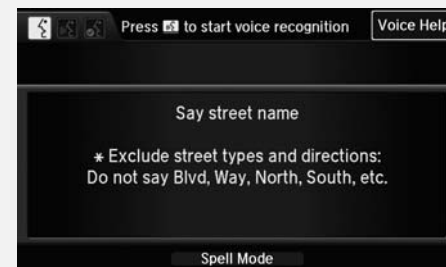 Press to start voice recognition
Voice Help
Say street name
* Exclude street types and directions:
Do not say Blvd, Way, North, South, etc.
Spell Mode